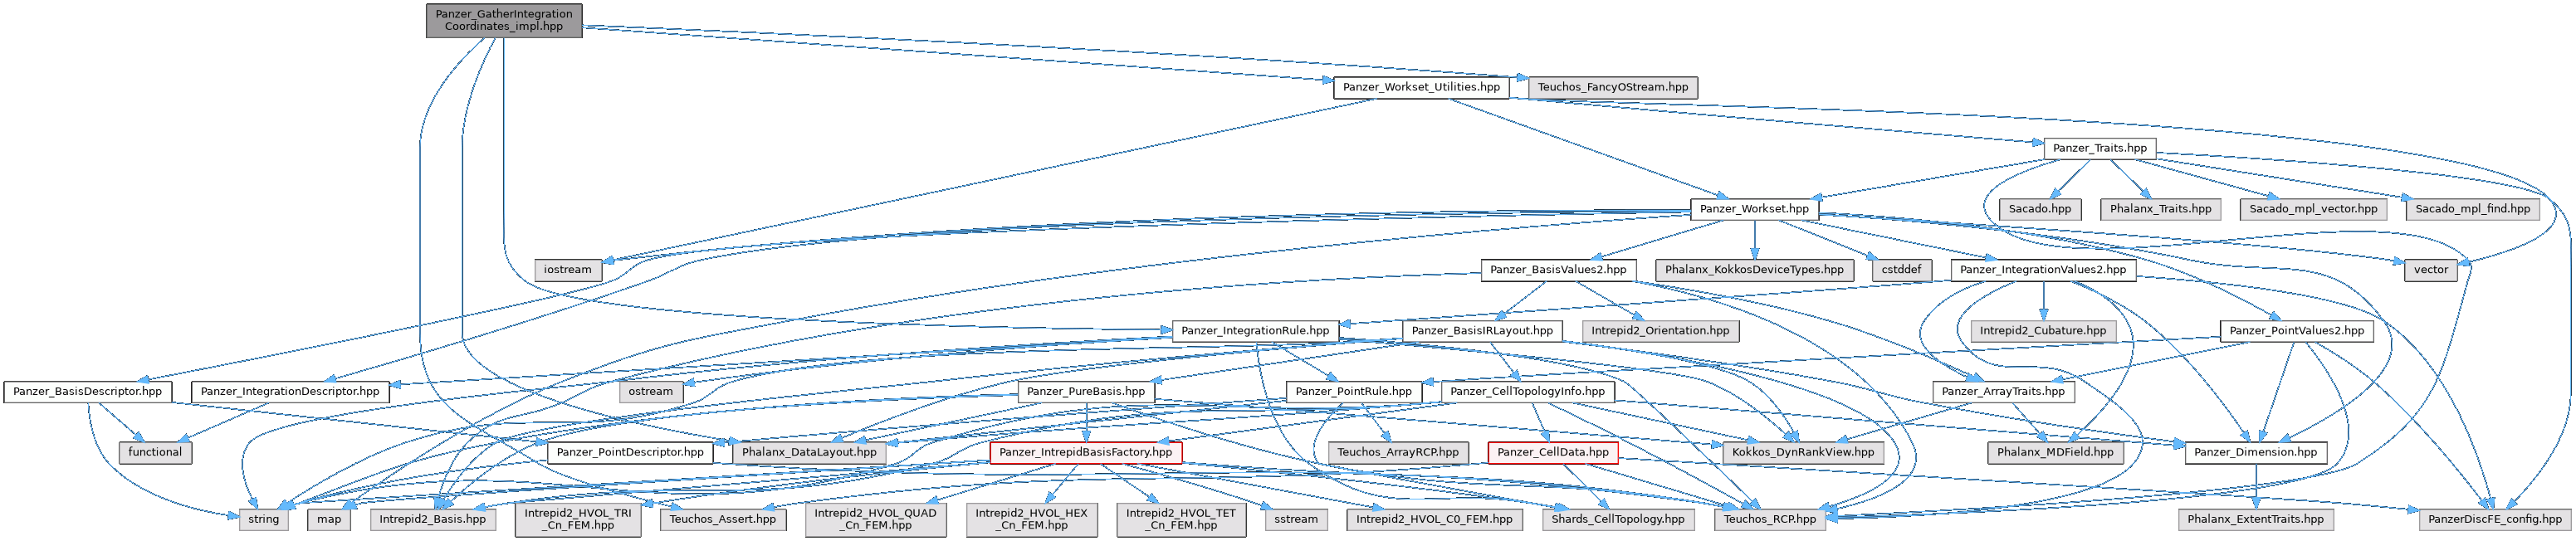 Panzer_GatherIntegration
Coordinates_impl.hpp
Panzer_Workset_Utilities.hpp
Teuchos_FancyOStream.hpp
Panzer_Traits.hpp
Panzer_Workset.hpp
Sacado.hpp
Phalanx_Traits.hpp
Sacado_mpl_vector.hpp
Sacado_mpl_find.hpp
iostream
Panzer_BasisValues2.hpp
Phalanx_KokkosDeviceTypes.hpp
cstddef
Panzer_IntegrationValues2.hpp
vector
Panzer_IntegrationRule.hpp
Panzer_BasisIRLayout.hpp
Intrepid2_Orientation.hpp
Intrepid2_Cubature.hpp
Panzer_PointValues2.hpp
Panzer_BasisDescriptor.hpp
Panzer_IntegrationDescriptor.hpp
ostream
Panzer_PureBasis.hpp
Panzer_PointRule.hpp
Panzer_CellTopologyInfo.hpp
Panzer_ArrayTraits.hpp
functional
Panzer_PointDescriptor.hpp
Phalanx_DataLayout.hpp
Panzer_IntrepidBasisFactory.hpp
Teuchos_ArrayRCP.hpp
Panzer_CellData.hpp
Kokkos_DynRankView.hpp
Phalanx_MDField.hpp
Panzer_Dimension.hpp
string
map
Intrepid2_Basis.hpp
Intrepid2_HVOL_TRI
_Cn_FEM.hpp
Teuchos_Assert.hpp
Intrepid2_HVOL_QUAD
_Cn_FEM.hpp
Intrepid2_HVOL_HEX
_Cn_FEM.hpp
Intrepid2_HVOL_TET
_Cn_FEM.hpp
sstream
Intrepid2_HVOL_C0_FEM.hpp
Shards_CellTopology.hpp
Teuchos_RCP.hpp
Phalanx_ExtentTraits.hpp
PanzerDiscFE_config.hpp